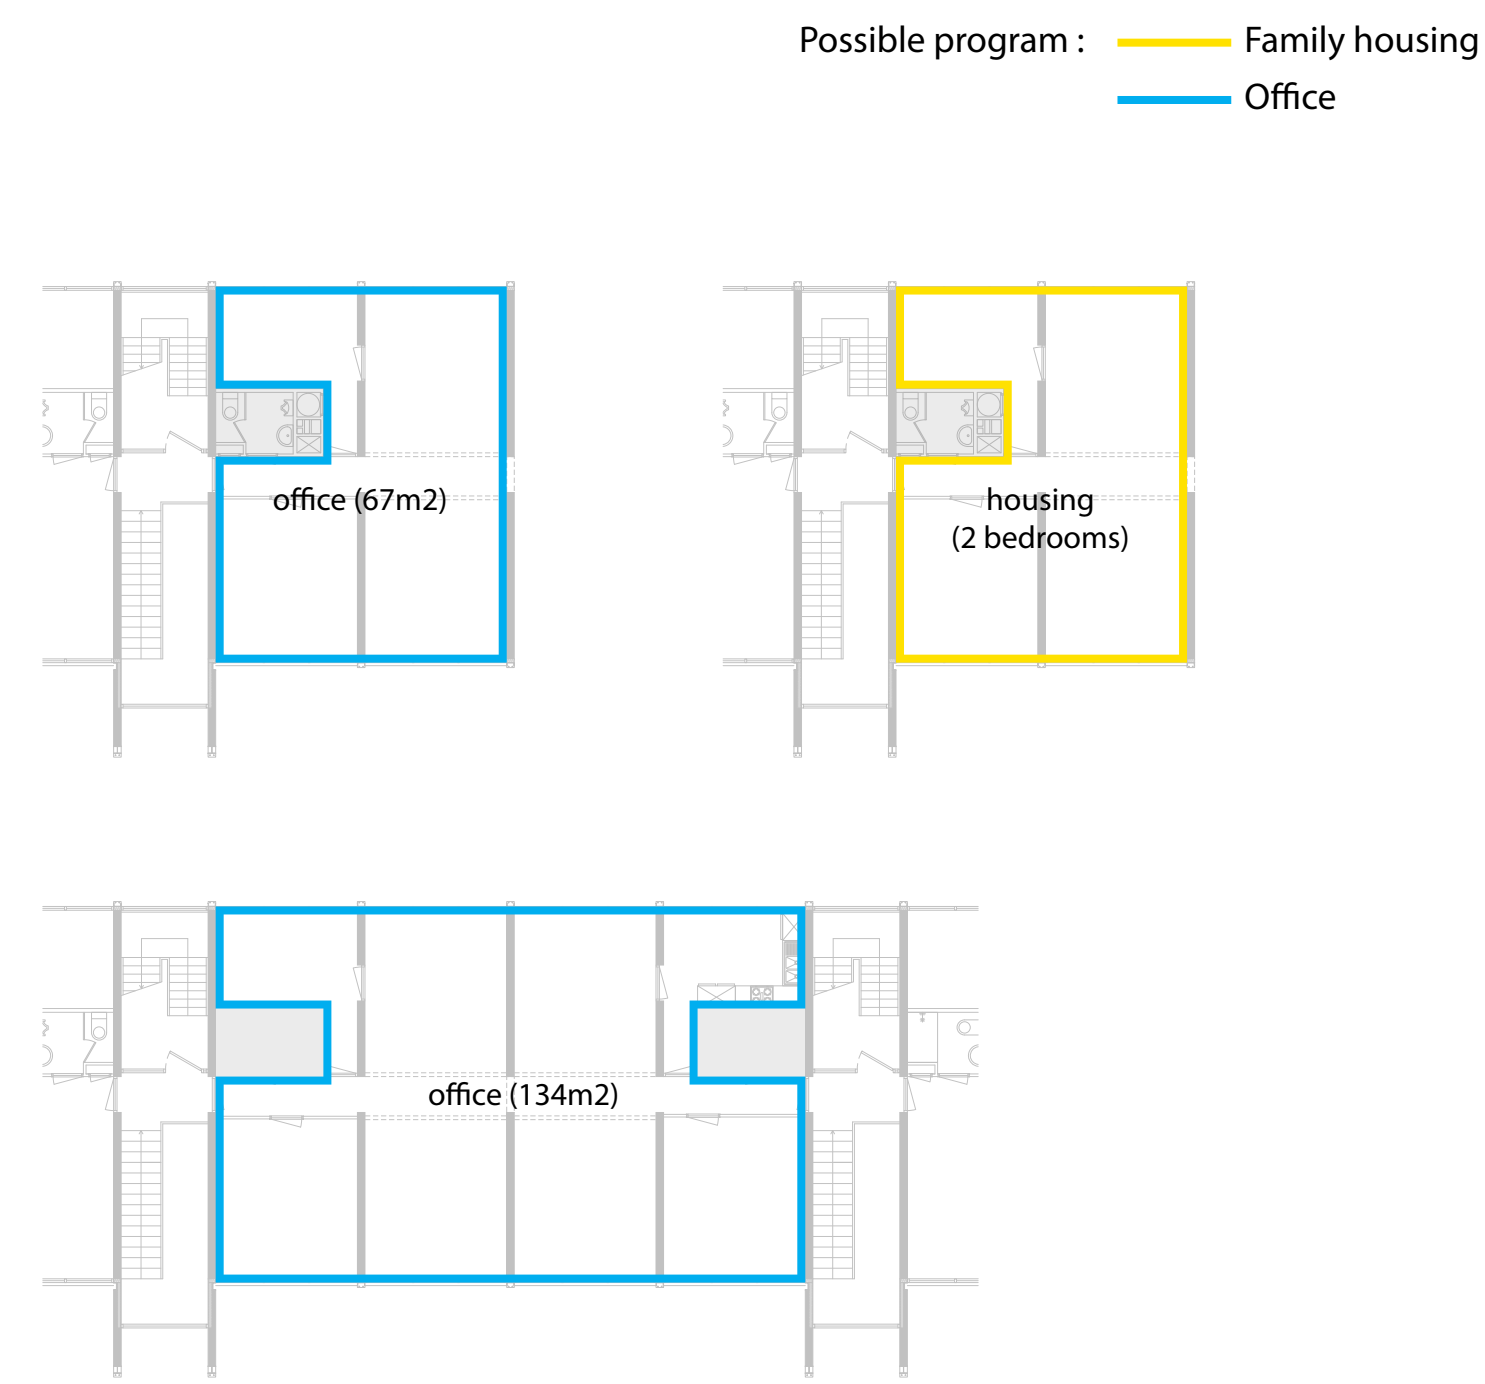 Possible program :
Family housing
Office
office (67m2)
housing
(2 bedrooms)
office (134m2)